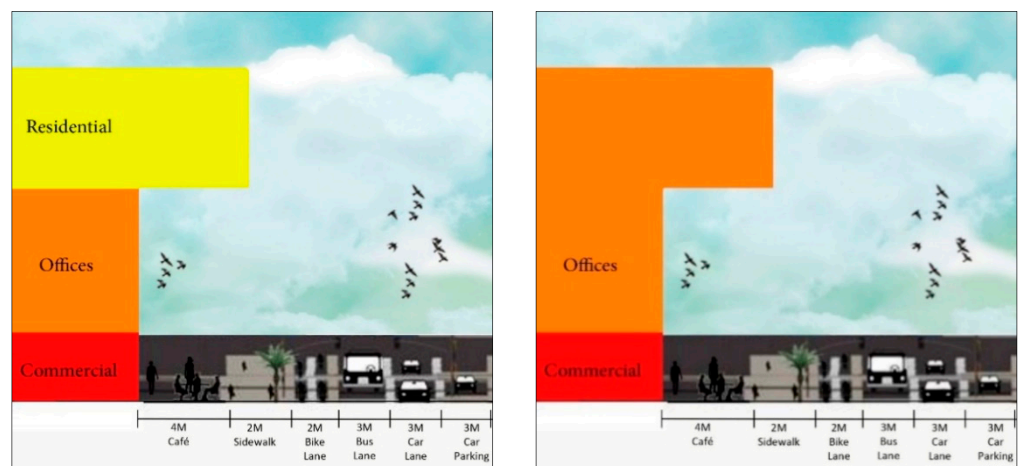 Residential
Offices
Commercial
4M
Café
2M
Sidewalk
2M
Bike
Lane
3M
Bus
Lane
3M
Car
Lane
3M
Car
Parking
Offices
Commercial
4M
Café
2M
Sidewalk
2M
Bike
Lane
3M
Bus
Lane
3M
Car
Lane
3M
Car
Parking